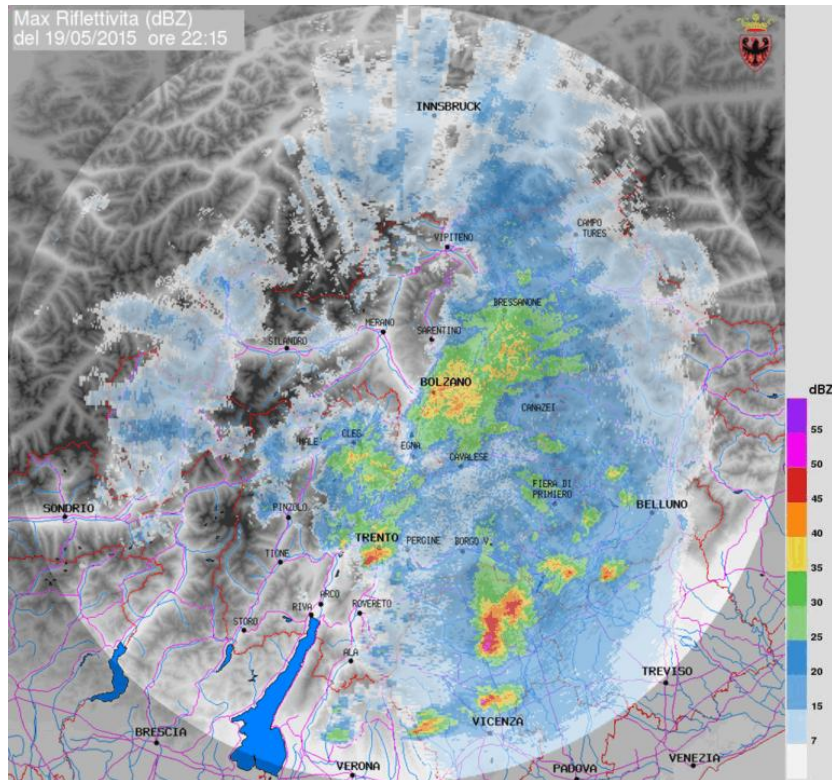 Max Riflettivita (dBZ)
del 19/05/2015 ore 22:15
INNSBRUCK
CAMPO
TURES
VIPITENO
BRESSANONE
MERANO
SARENTINO
SILANDRO
BOLZANO
CANAZEI
MALE'
CLES
EGNA
CAVALESE
FIERA DI
PRIMIERO
SONDRIO
PINZOLO
BELLUNO
TRENTO
PERGINE
BORGO V.
TIONE
ARCO
RIVA
ROVERETO
STORO
ALA
TREVISO
VICENZA
BRESCIA
VERONA
PADOVA
VENEZIA
dBZ
55
50
45
40
35
30
25
20
15
7